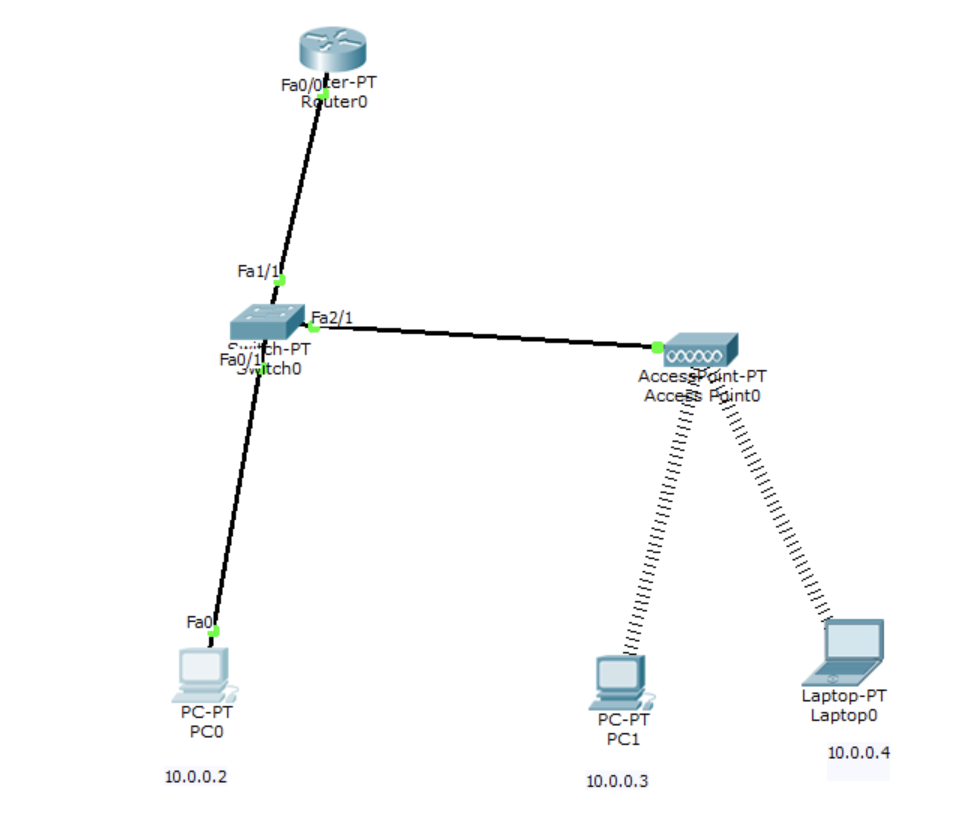 Fa0/0
ter-PT
Router0
Fa1/1
Fa2/1
Switch-PT
Fa0/1
Switch0
AccessPoint-PT
Access Point0
Fa0
PC-PT
PC0
10.0.0.2
PC-PT
PC1
10.0.0.3
Laptop-PT
Laptop0
10.0.0.4